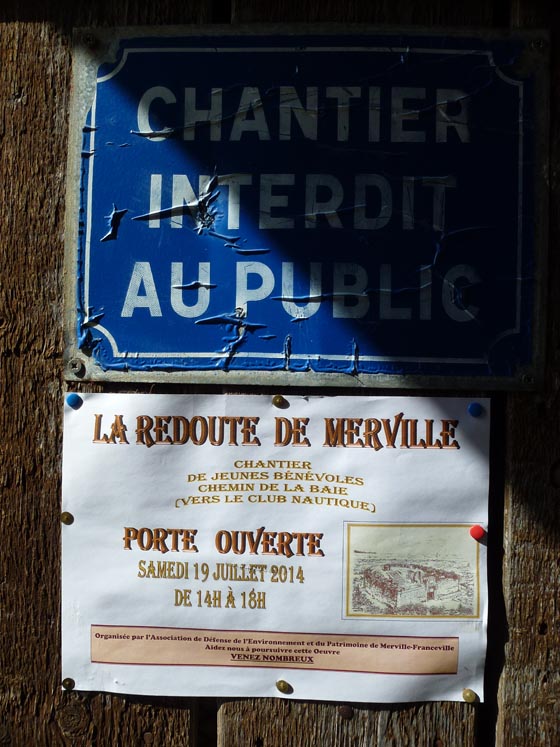 CHANTIER
INTERDIT
AU PUBLIC
LA REDOUTE DE MERVILLE
CHANTIER
DE JEUNES BÉNÉVOLES
CHEMIN DE LA BAIE
(VERS LE CLUB NAUTIQUE)
PORTE OUVERTE
SAMEDI 19 JUILLET 2014
DE 14H À 18H
Organisée par l'Association de Défense de l'Environnement et du Patrimoine de Merville-Franceville
Aidez nous à poursuivre cette Oeuvre
VENEZ NOMBREUX